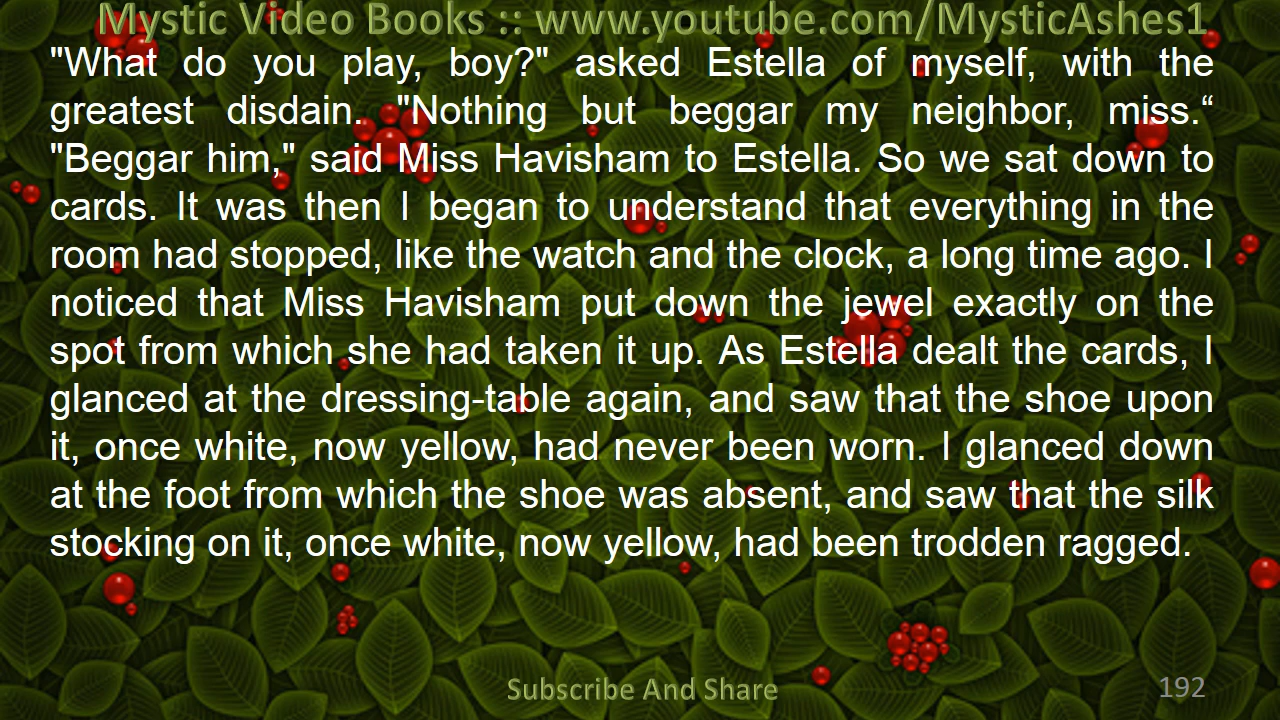 Mystic Video Books :: www.youtube.com/MysticAshes1
"What do you play, boy?" asked Estella of myself, with the
greatest disdain. "Nothing but beggar my neighbor, miss.“
"Beggar him," said Miss Havisham to Estella. So we sat down to
cards. It was then I began to understand that everything in the
room had stopped, like the watch and the clock, a long time ago. I
noticed that Miss Havisham put down the jewel exactly on the
spot from which she had taken it up. As Estella dealt the cards, I
glanced at the dressing-table again, and saw that the shoe upon
it, once white, now yellow, had never been worn. I glanced down
at the foot from which the shoe was absent, and saw that the silk
stocking on it, once white, now yellow, had been trodden ragged.
Subscribe And Share
192